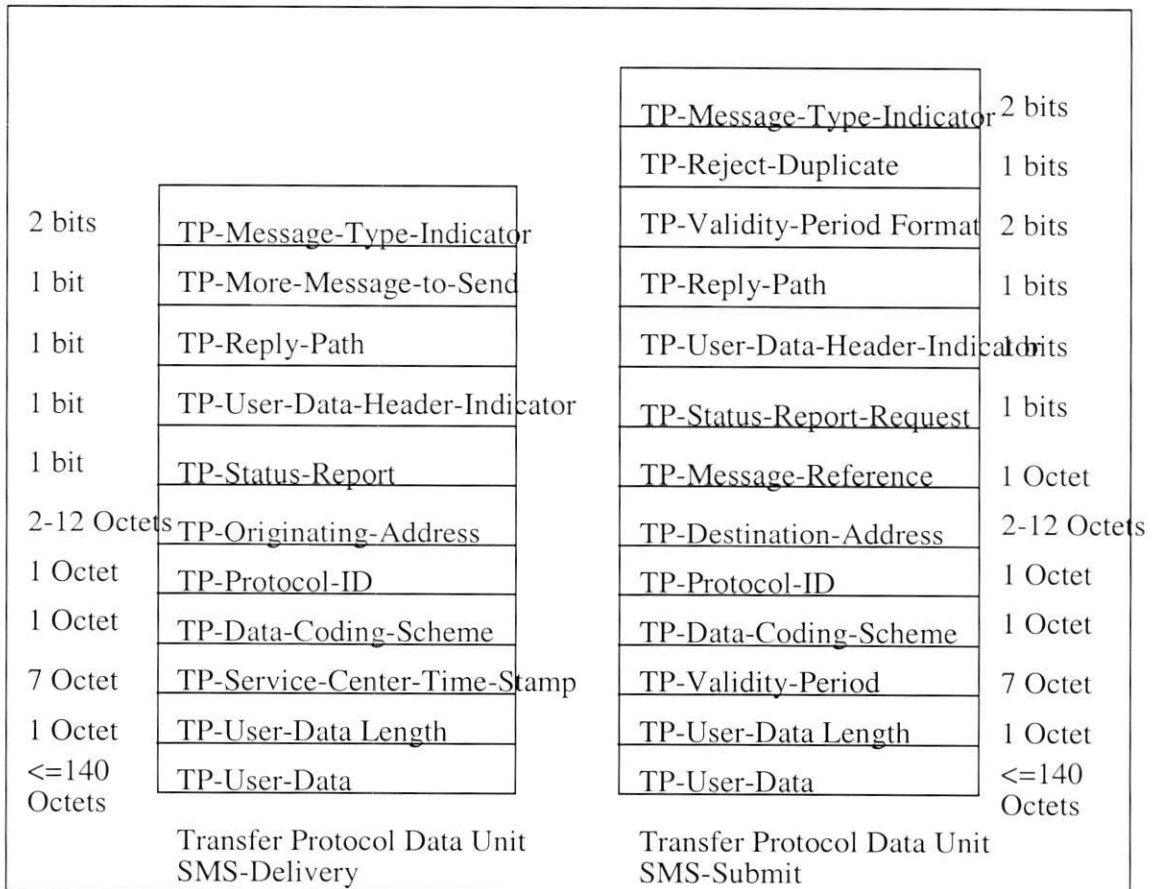 2 bits TP-Message-Type-Indicator
1 bit TP-More-Message-to-Send
1 bit TP-Reply-Path
1 bit TP-User-Data-Header-Indicator
1 bit TP-Status-Report
2-12 Octets TP-Originating-Address
1 Octet TP-Protocol-ID
1 Octet TP-Data-Coding-Scheme
7 Octet TP-Service-Center-Time-Stamp
1 Octet TP-User-Data Length
<=140
Octets
TP-User-Data
Transfer Protocol Data Unit
SMS-Delivery
TP-Message-Type-Indicator 2 bits
TP-Reject-Duplicate 1 bits
TP-Validity-Period Format 2 bits
TP-Reply-Path 1 bits
TP-User-Data-Header-Indicator 1 bits
TP-Status-Report-Request 1 bits
TP-Message-Reference 1 Octet
TP-Destination-Address 2-12 Octets
TP-Protocol-ID 1 Octet
TP-Data-Coding-Scheme 1 Octet
TP-Validity-Period 7 Octet
TP-User-Data Length 1 Octet
TP-User-Data
<=140
Octets
Transfer Protocol Data Unit
SMS-Submit